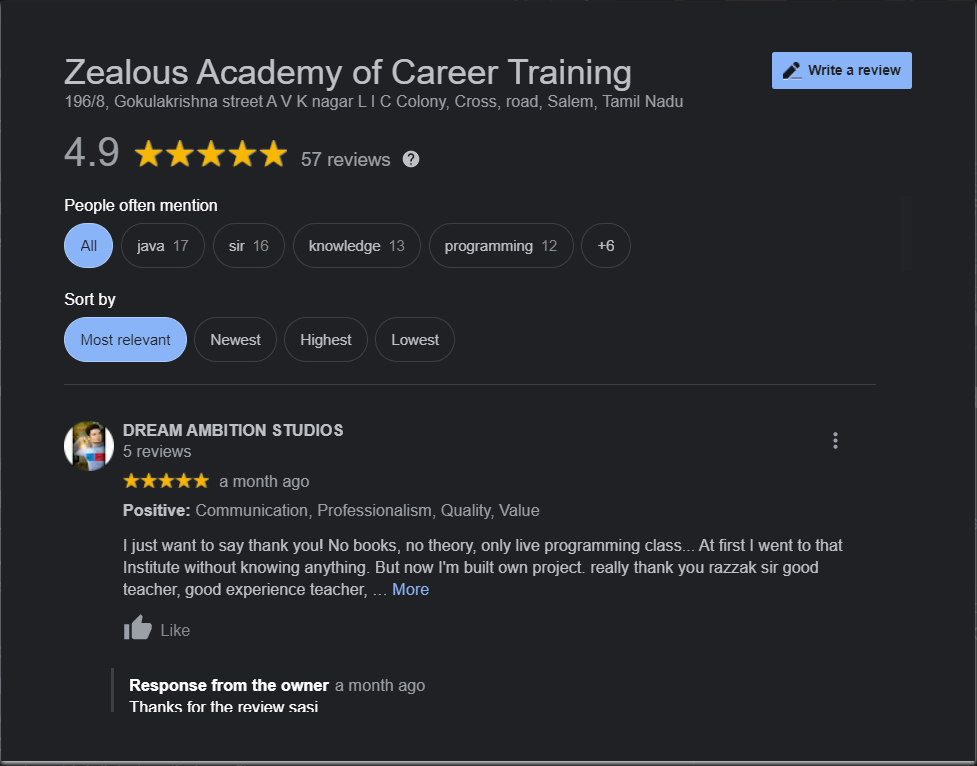 Zealous Academy of Career Training
Write a review
196/8, Gokulakrishna street A V K nagar L I C Colony, Cross, road, Salem, Tamil Nadu
4.9 57 reviews ?
People often mention
All java 17 sir 16 knowledge 13 programming 12 +6
Sort by
Most relevant Newest Highest Lowest
DREAM AMBITION STUDIOS
5 reviews
a month ago
Positive: Communication, Professionalism, Quality, Value
I just want to say thank you! No books, no theory, only live programming class... At first I went to that
Institute without knowing anything. But now I'm built own project. really thank you razzak sir good
teacher, good experience teacher, ... More
Like
Response from the owner a month ago
Thanks for the review sasi